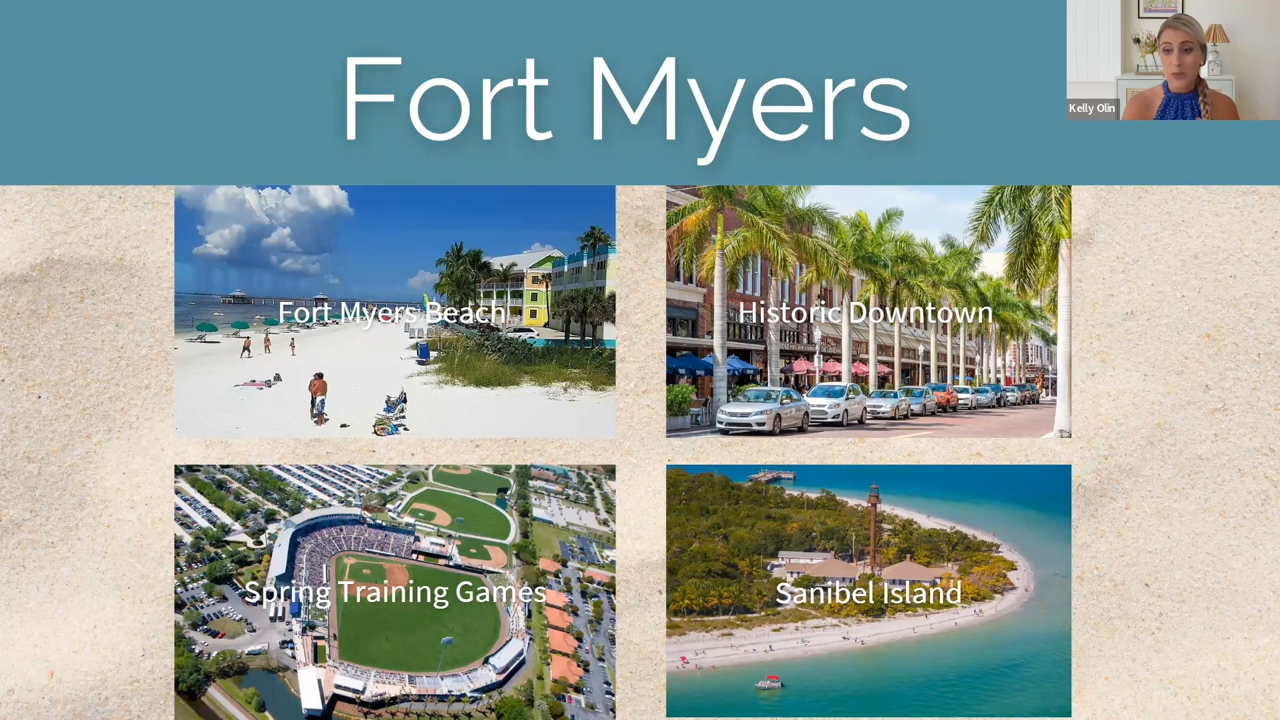 Fort Myers
Kelly Olin
Fort Myers Beach
Historic Downtown
Spring Training Games
Sanibel Island